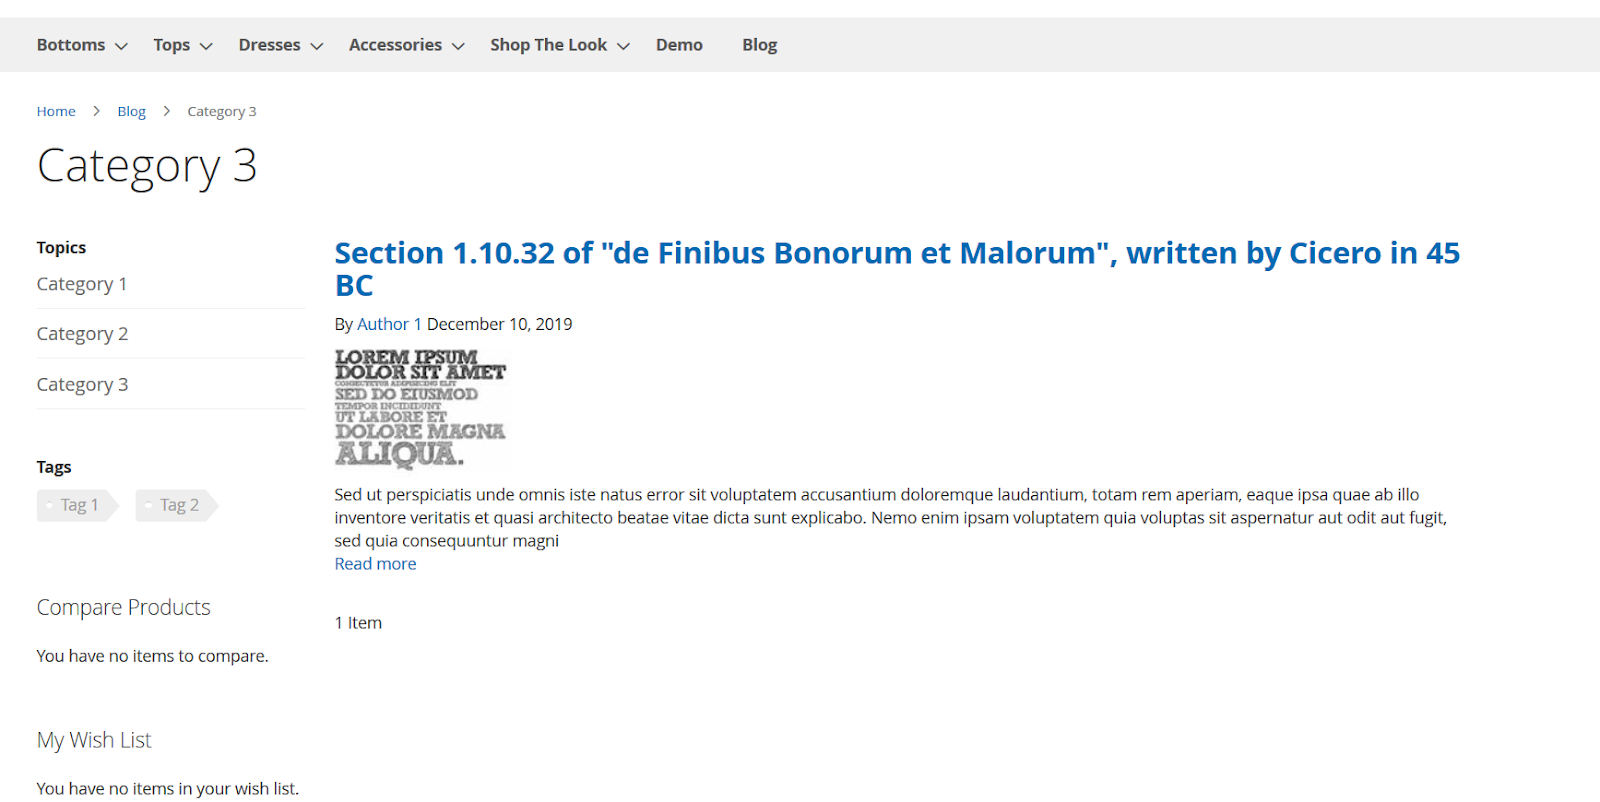 Bottoms Tops Dresses Accessories Shop The Look Demo Blog
Home Blog Category 3
Category 3
Topics
Category 1
Category 2
Category 3
Tags
Tag 1 Tag 2
Compare Products
You have no items to compare.
My Wish List
You have no items in your wish list.
Section 1.10.32 of "de Finibus Bonorum et Malorum", written by Cicero in 45
BC
By Author 1 December 10, 2019
LOREM IPSUM
DOLOR SIT AMET
CONSECTETUR ADIPISICING ELIT
SED DO EIUSMOD
TEMPOR INCIDIDUNT
UT LABORE ET
DOLORE MAGNA
ALIQUA.
Sed ut perspiciatis unde omnis iste natus error sit voluptatem accusantium doloremque laudantium, totam rem aperiam, eaque ipsa quae ab illo
inventore veritatis et quasi architecto beatae vitae dicta sunt explicabo. Nemo enim ipsam voluptatem quia voluptas sit aspernatur aut odit aut fugit,
sed quia consequuntur magni
Read more
1 Item